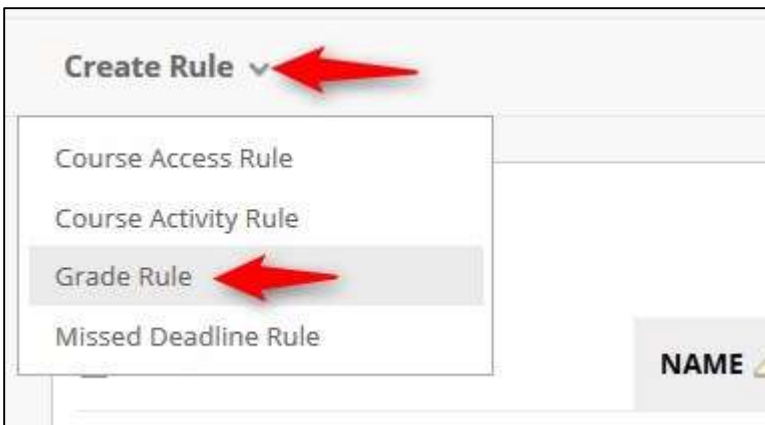 Create Rule
Course Access Rule
Course Activity Rule
Grade Rule
Missed Deadline Rule
NAME